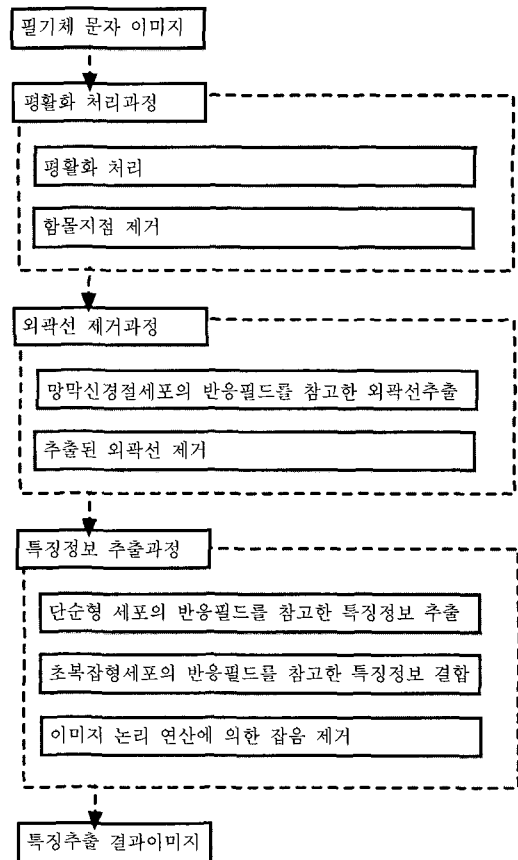 필기체 문자 이미지
평활화 처리과정
평활화 처리
함몰지점 제거
외곽선 제거과정
망막신경절세포의 반응필드를 참고한 외곽선추출
추출된 외곽선 제거
특징정보 추출과정
단순형 세포의 반응필드를 참고한 특징정보 추출
초복잡형세포의 반응필드를 참고한 특징정보 결합
이미지 논리 연산에 의한 잡음 제거
특징추출 결과이미지